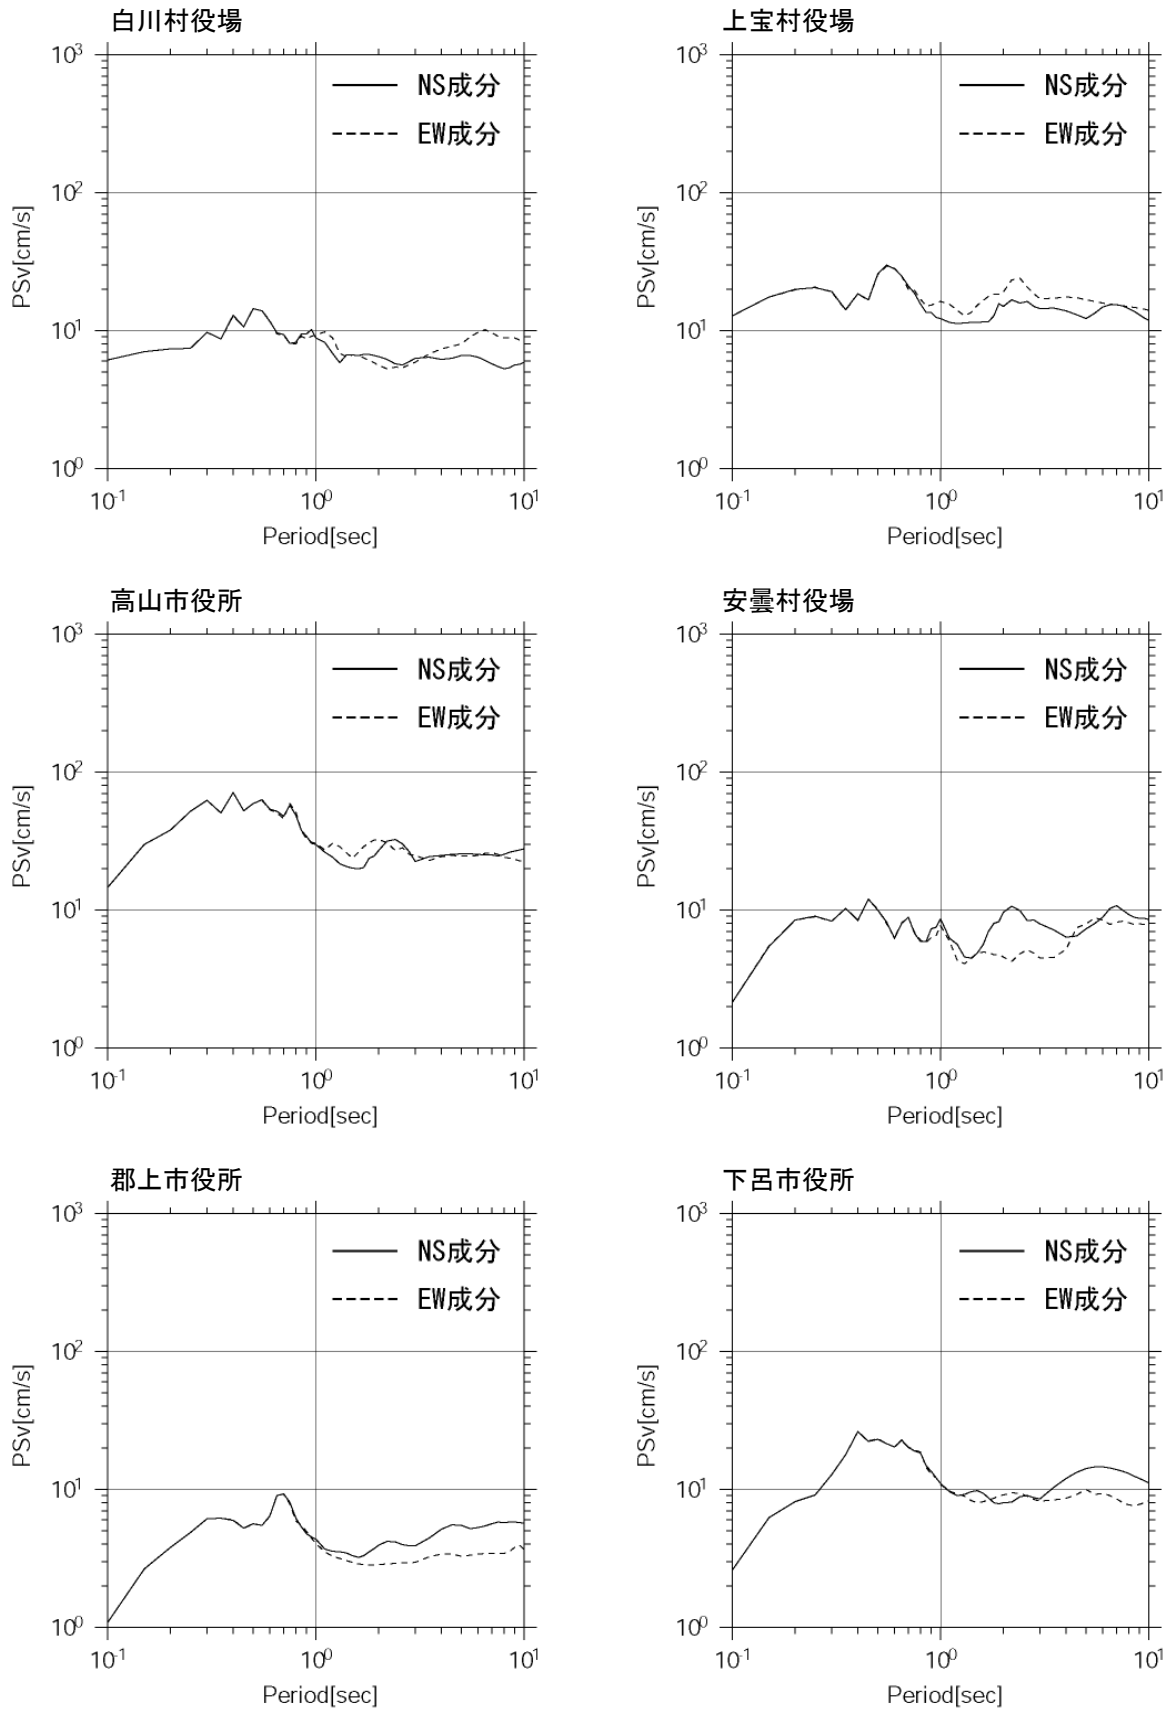 白川村役場
10³
10²
10¹
10⁰
PSv[cm/s]
NS成分
EW成分
10⁻¹ 10⁰ 10¹
Period[sec]
上宝村役場
10³
10²
10¹
10⁰
PSv[cm/s]
NS成分
EW成分
10⁻¹ 10⁰ 10¹
Period[sec]
高山市役所
10³
10²
10¹
10⁰
PSv[cm/s]
NS成分
EW成分
10⁻¹ 10⁰ 10¹
Period[sec]
安曇村役場
10³
10²
10¹
10⁰
PSv[cm/s]
NS成分
EW成分
10⁻¹ 10⁰ 10¹
Period[sec]
郡上市役所
10³
10²
10¹
10⁰
PSv[cm/s]
NS成分
EW成分
10⁻¹ 10⁰ 10¹
Period[sec]
下呂市役所
10³
10²
10¹
10⁰
PSv[cm/s]
NS成分
EW成分
10⁻¹ 10⁰ 10¹
Period[sec]